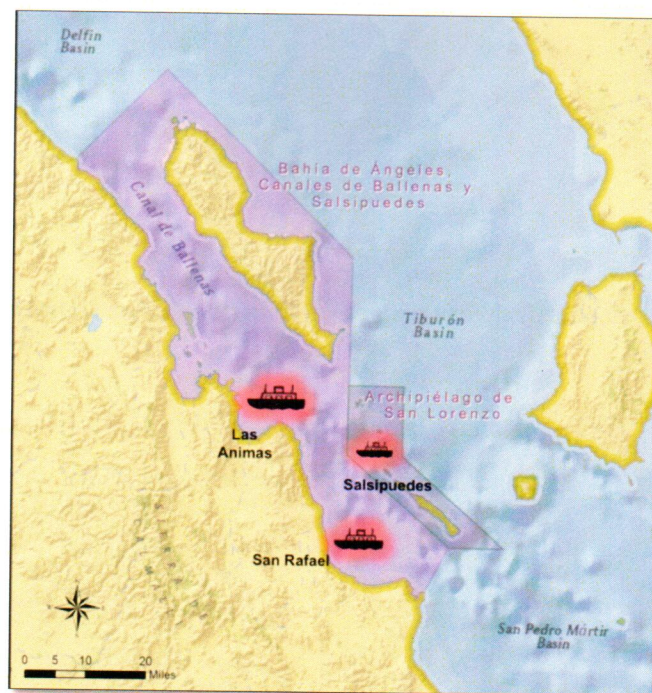 Delfín
Basin
Bahía de Ángeles,
Canales de Ballenas y
Salsipuedes
Canal de Ballenas
Tiburón
Basin
Archipiélago de
San Lorenzo
Las
Animas
Salsipuedes
San Rafael
San Pedro Mártir
Basin
0 5 10 20
Miles